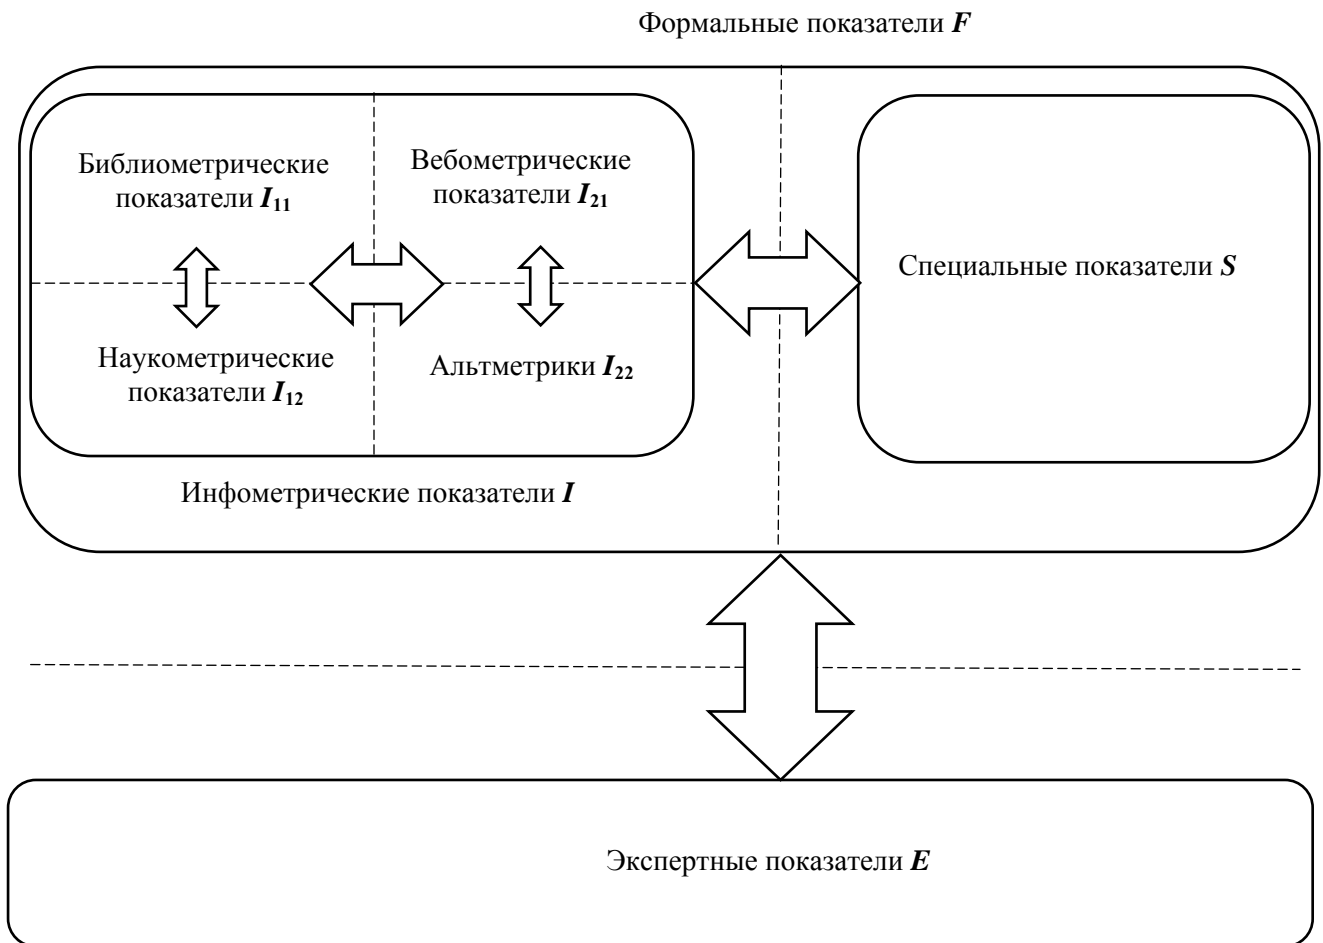 Формальные показатели F
Библиометрические
показатели I₁₁
Вебометрические
показатели I₂₁
Специальные показатели S
Наукометрические
показатели I₁₂
Альтметрики I₂₂
Инфометрические показатели I
Экспертные показатели E